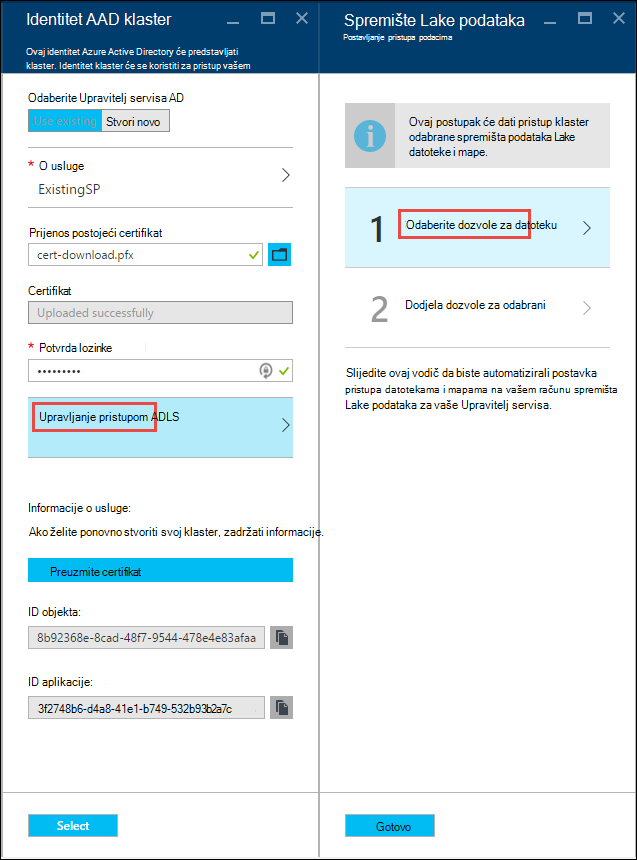 Identitet AAD klaster
Ovaj identitet Azure Active Directory će predstavljati
klaster. Identitet klaster će se koristiti za pristup vašem
Odaberite Upravitelj servisa AD
Use existing Stvori novo
* O usluge
ExistingSP
Prijenos postojeći certifikat
cert-download.pfx
Certifikat
Uploaded successfully
* Potvrda lozinke
•••••••••
Upravljanje pristupom ADLS
Informacije o usluge:
Ako želite ponovno stvoriti svoj klaster, zadržati informacije.
Preuzmite certifikat
ID objekta:
8b92368e-8cad-48f7-9544-478e4e83afaa
ID aplikacije:
3f2748b6-d4a8-41e1-b749-532b93b2a7c
Select
Spremište Lake podataka
Postavljanje pristupa podacima
Ovaj postupak će dati pristup klaster
odabrane spremišta podataka Lake
datoteke i mape.
1 Odaberite dozvole za datoteku
2 Dodjela dozvole za odabrani
Slijedite ovaj vodič da biste automatizirali postavka
pristupa datotekama i mapama na vašem računu spremišta
Lake podataka za vaše Upravitelj servisa.
Gotovo